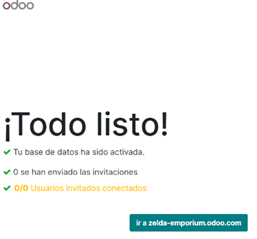 odoo
¡Todo listo!
✔ Tu base de datos ha sido activada.
✔ 0 se han enviado las invitaciones
✔ 0/0 Usuarios invitados conectados
ir a zelda-emporium.odoo.com